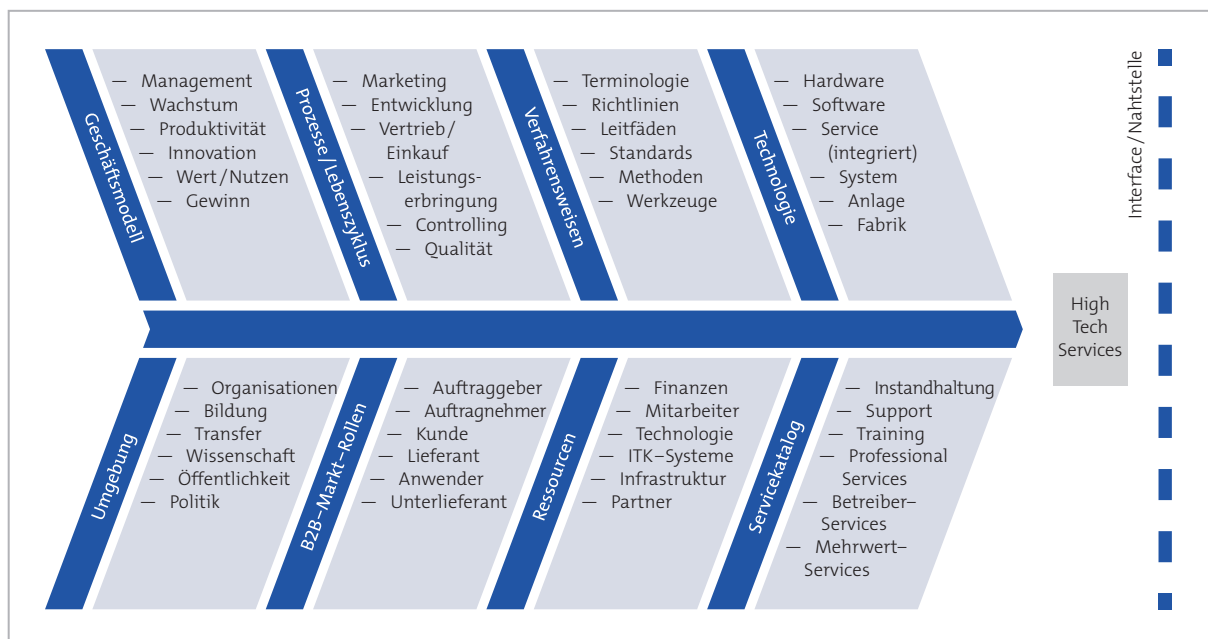 Geschäftsmodell
— Management
— Wachstum
— Produktivität
— Innovation
— Wert/Nutzen
— Gewinn
Prozesse/Lebenszyklus
— Marketing
— Entwicklung
— Vertrieb/
Einkauf
— Leistungs-
erbringung
— Controlling
— Qualität
Verfahrensweisen
— Terminologie
— Richtlinien
— Leitfäden
— Standards
— Methoden
— Werkzeuge
Technologie
— Hardware
— Software
— Service
(integriert)
— System
— Anlage
— Fabrik
Interface/Nahtstelle
High
Tech
Services
Umgebung
— Organisationen
— Bildung
— Transfer
— Wissenschaft
— Öffentlichkeit
— Politik
B2B–Markt–Rollen
— Auftraggeber
— Auftragnehmer
— Kunde
— Lieferant
— Anwender
— Unterlieferant
Ressourcen
— Finanzen
— Mitarbeiter
— Technologie
— ITK–Systeme
— Infrastruktur
— Partner
Servicekatalog
— Instandhaltung
— Support
— Training
— Professional
Services
— Betreiber–
Services
— Mehrwert–
Services